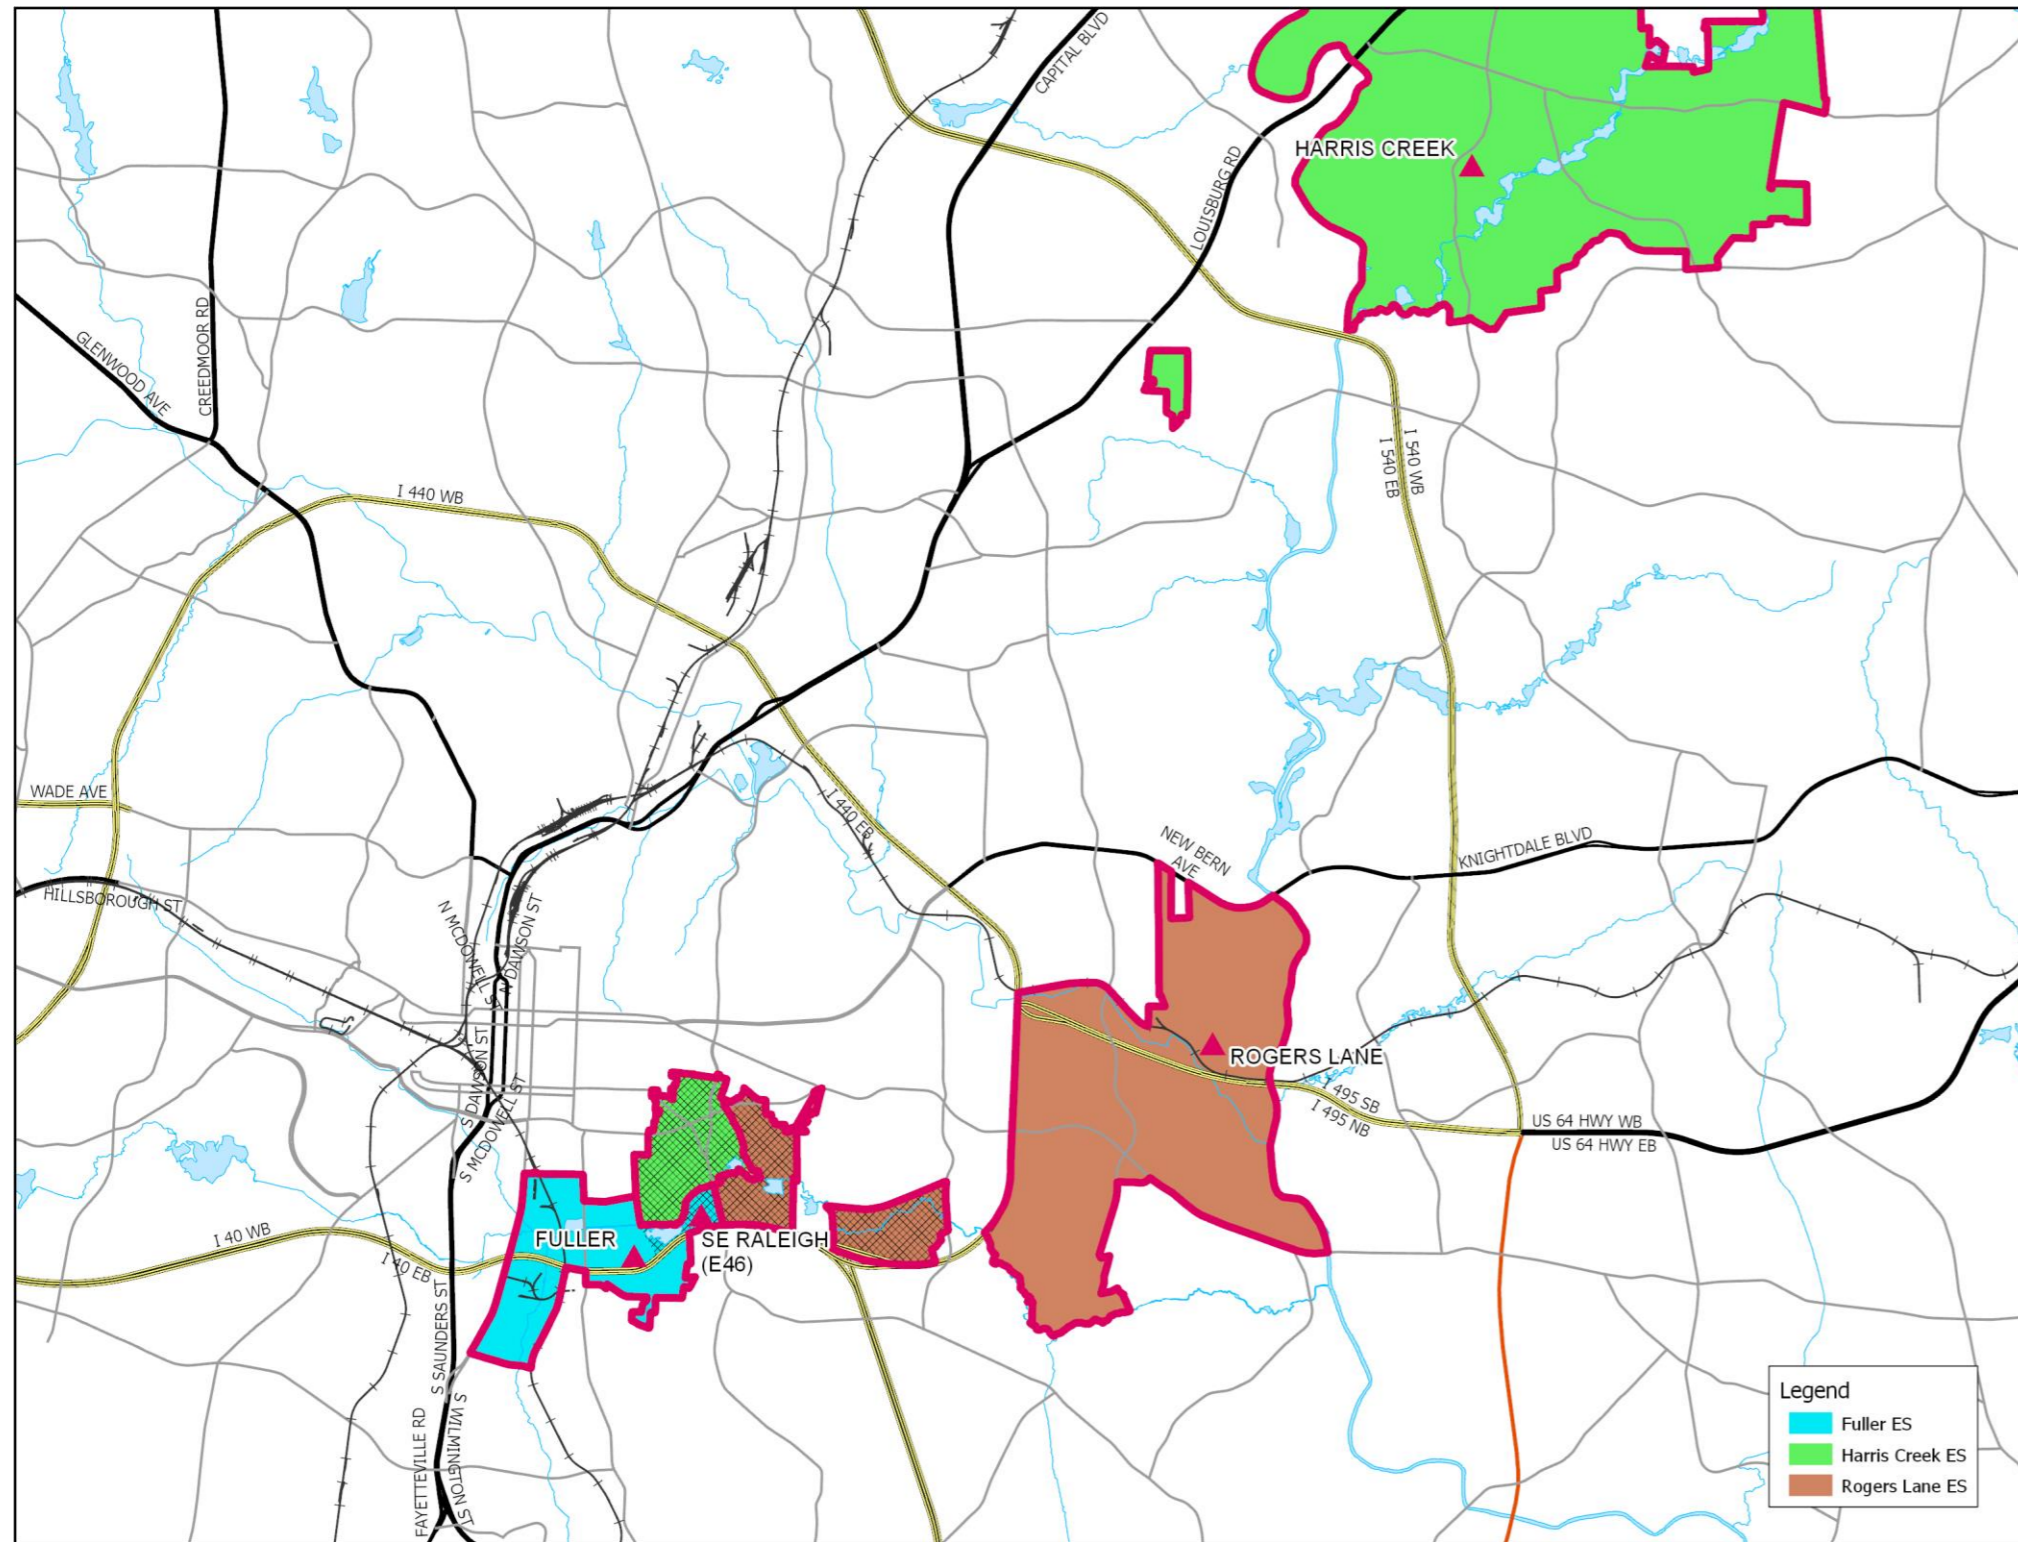 CAPITAL BLVD
HARRIS CREEK
LOUISBURG RD
CREEDMOOR RD
GLENWOOD AVE
I 540 WB
I 540 EB
I 440 WB
WADE AVE
I 440 EB
NEW BERN
AVE
KNIGHTDALE BLVD
HILLSBOROUGH ST
N MCDOWELL ST
N DAWSON ST
S DAWSON ST
S MCDOWELL ST
ROGERS LANE
I 495 SB
I 495 NB
US 64 HWY WB
US 64 HWY EB
I 40 WB
I 40 EB
FULLER
SE RALEIGH
(E46)
S SAUNDERS ST
FAYETTEVILLE RD
S WILMINGTON ST
Legend
Fuller ES
Harris Creek ES
Rogers Lane ES